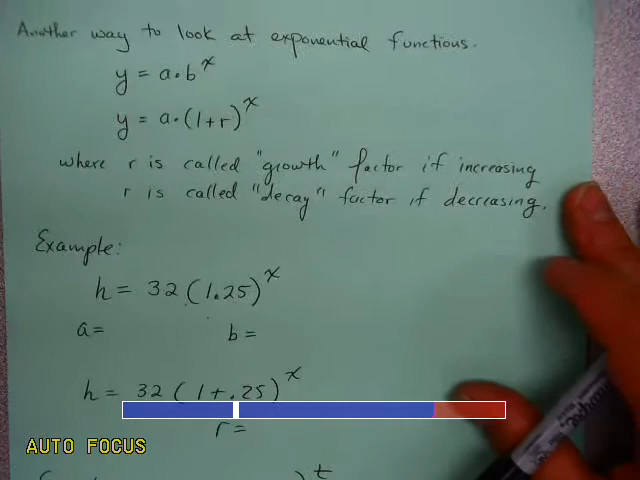 Another way to look at exponential functions.
y = a·b^x
y = a·(1+r)^x
where r is called "growth" factor if increasing
r is called "decay" factor if decreasing.
Example:
h = 32(1.25)^x
a= b=
h = 32(1+.25)^x
r=
AUTO FOCUS